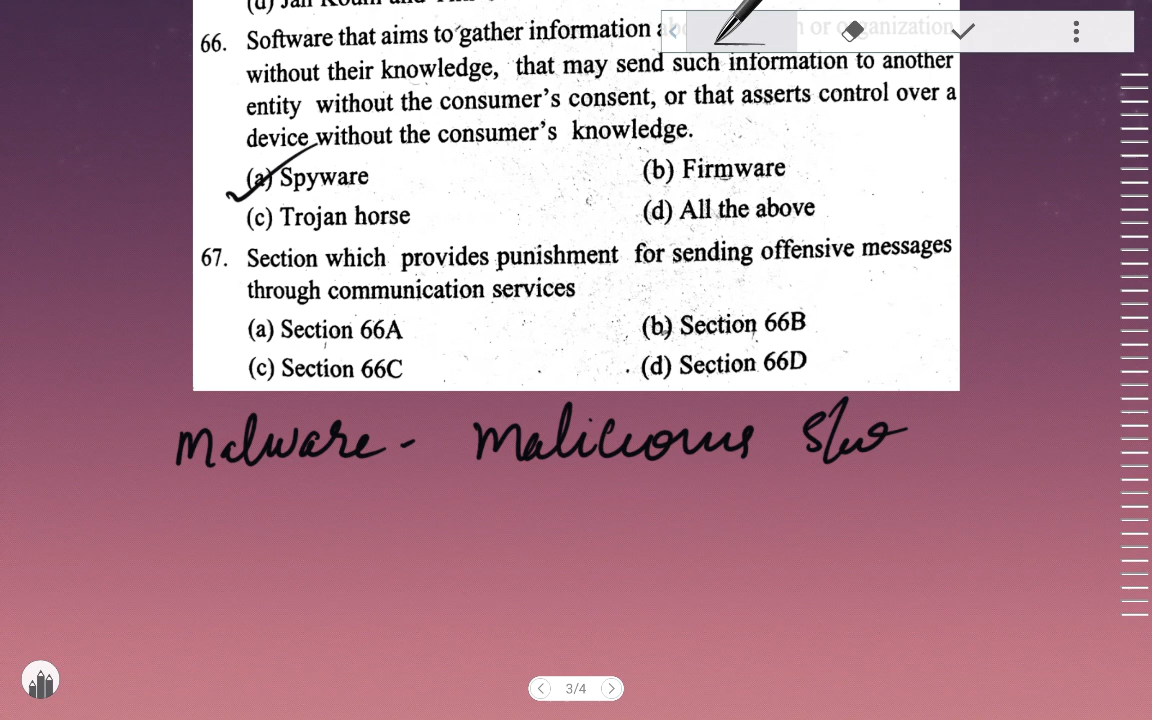 66. Software that aims to gather information about a person or organization
without their knowledge, that may send such information to another
entity without the consumer's consent, or that asserts control over a
device without the consumer's knowledge.
(a) Spyware (b) Firmware
(c) Trojan horse (d) All the above
67. Section which provides punishment for sending offensive messages
through communication services
(a) Section 66A (b) Section 66B
(c) Section 66C (d) Section 66D
Malware - Malicious S/w
3/4